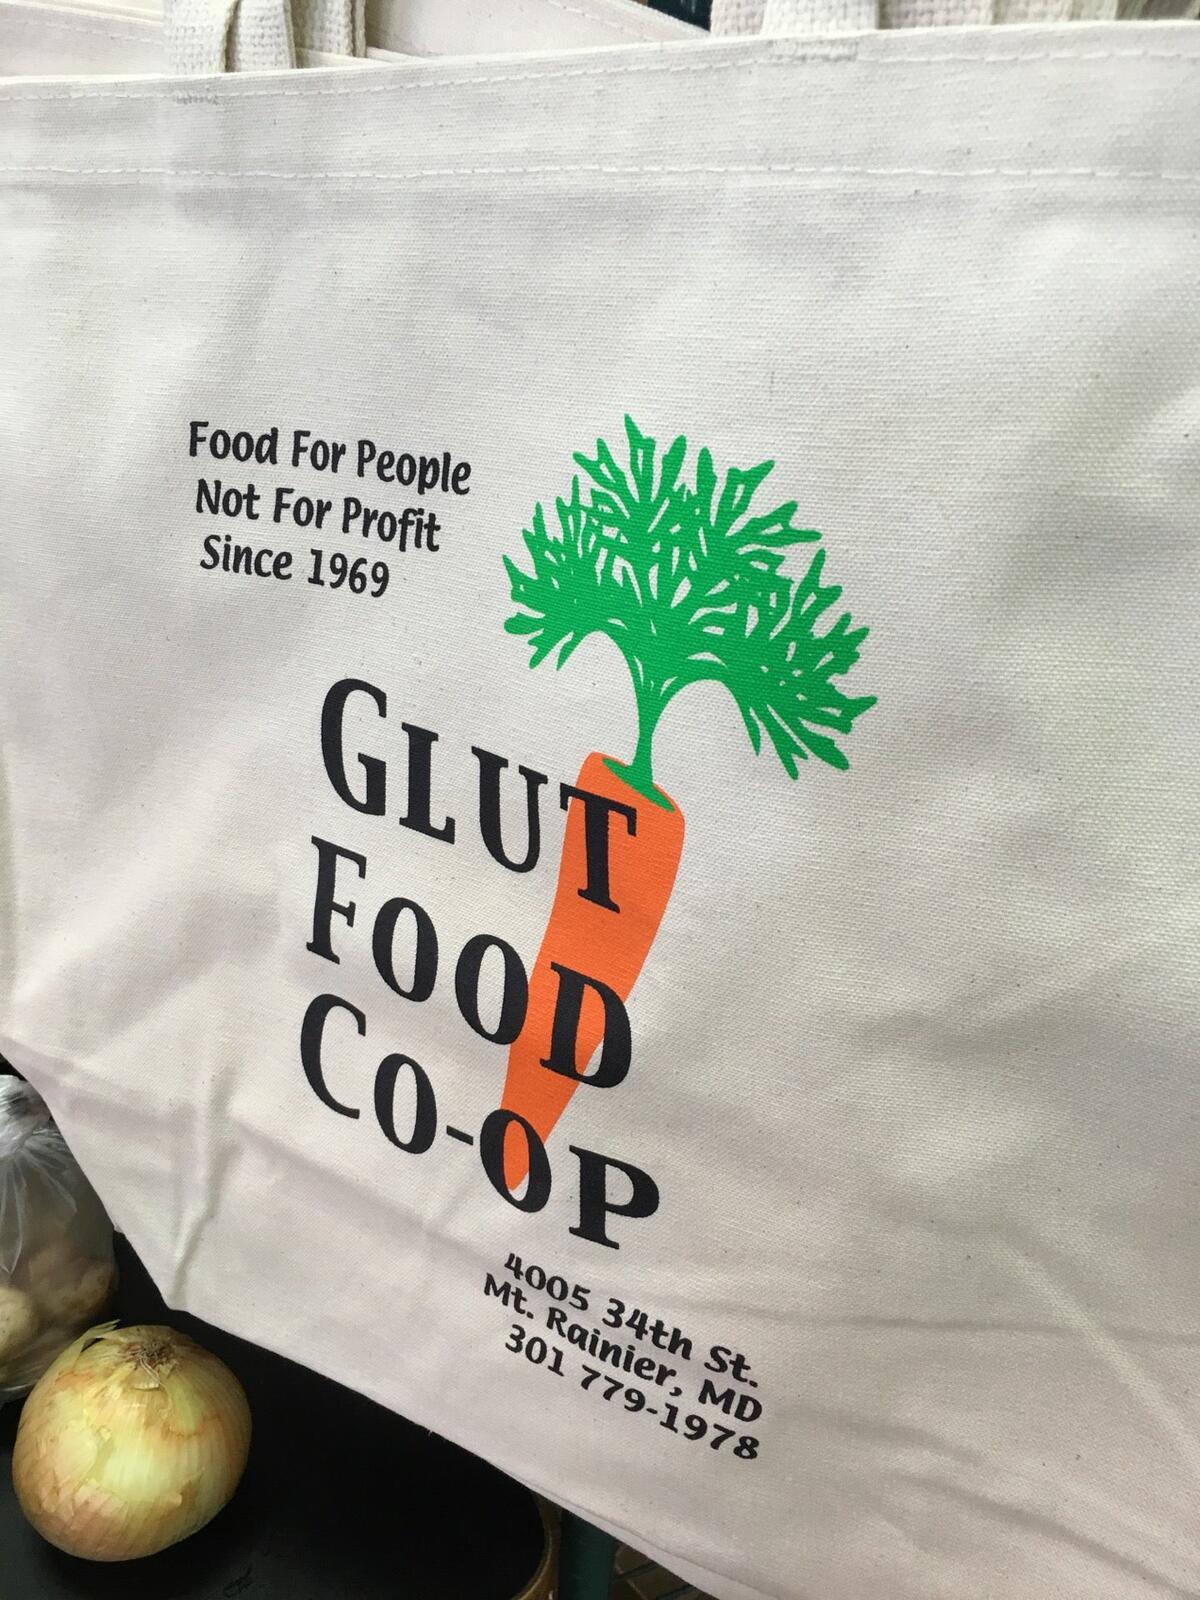 Food For People
Not For Profit
Since 1969
GLUT
FOOD
CO-OP
4005 34th St.
Mt. Rainier, MD
301 779-1978